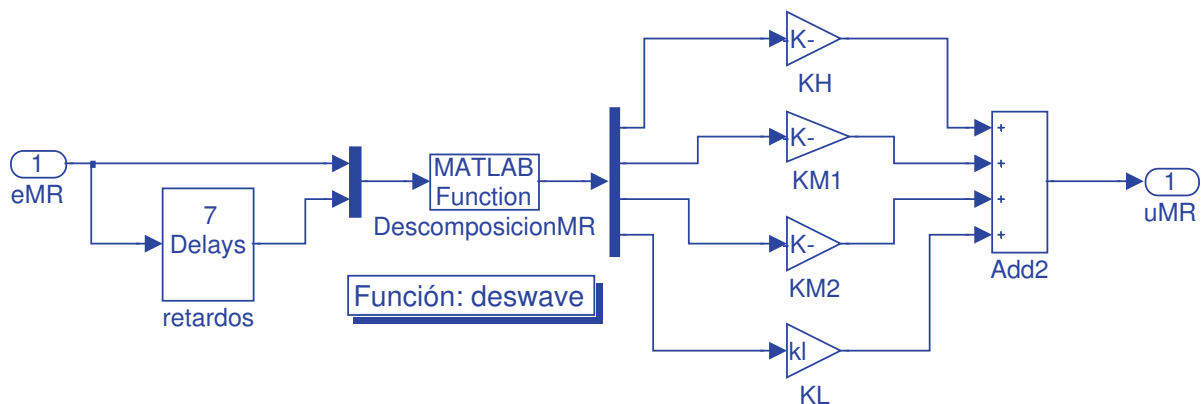 1
eMR
7
Delays
retardos
MATLAB
Function
DescomposicionMR
Función: deswave
-K-
KH
-K-
KM1
-K-
KM2
kl
KL
+
+
+
+
Add2
1
uMR